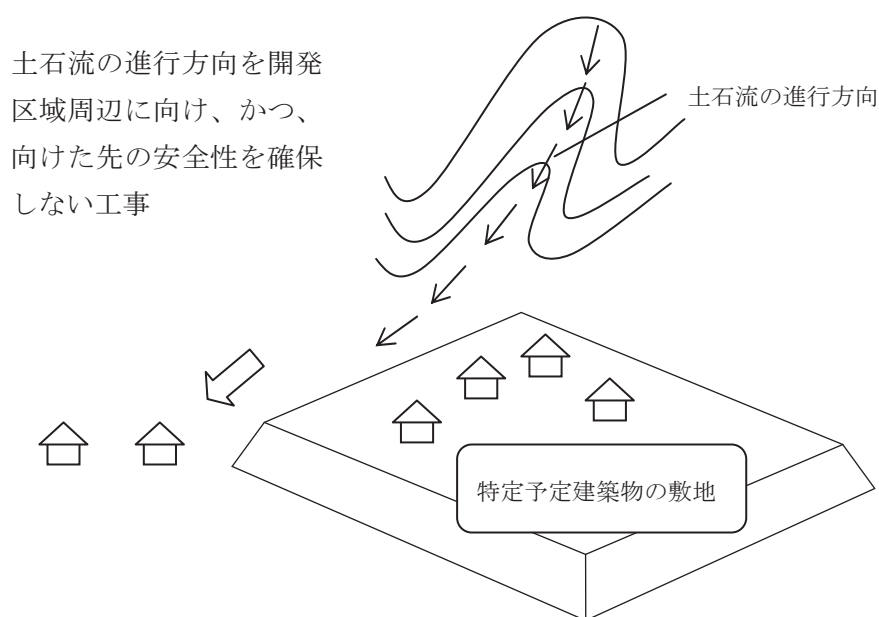 土石流の進行方向を開発
区域周辺に向け、かつ、
向けた先の安全性を確保
しない工事
土石流の進行方向
特定予定建築物の敷地